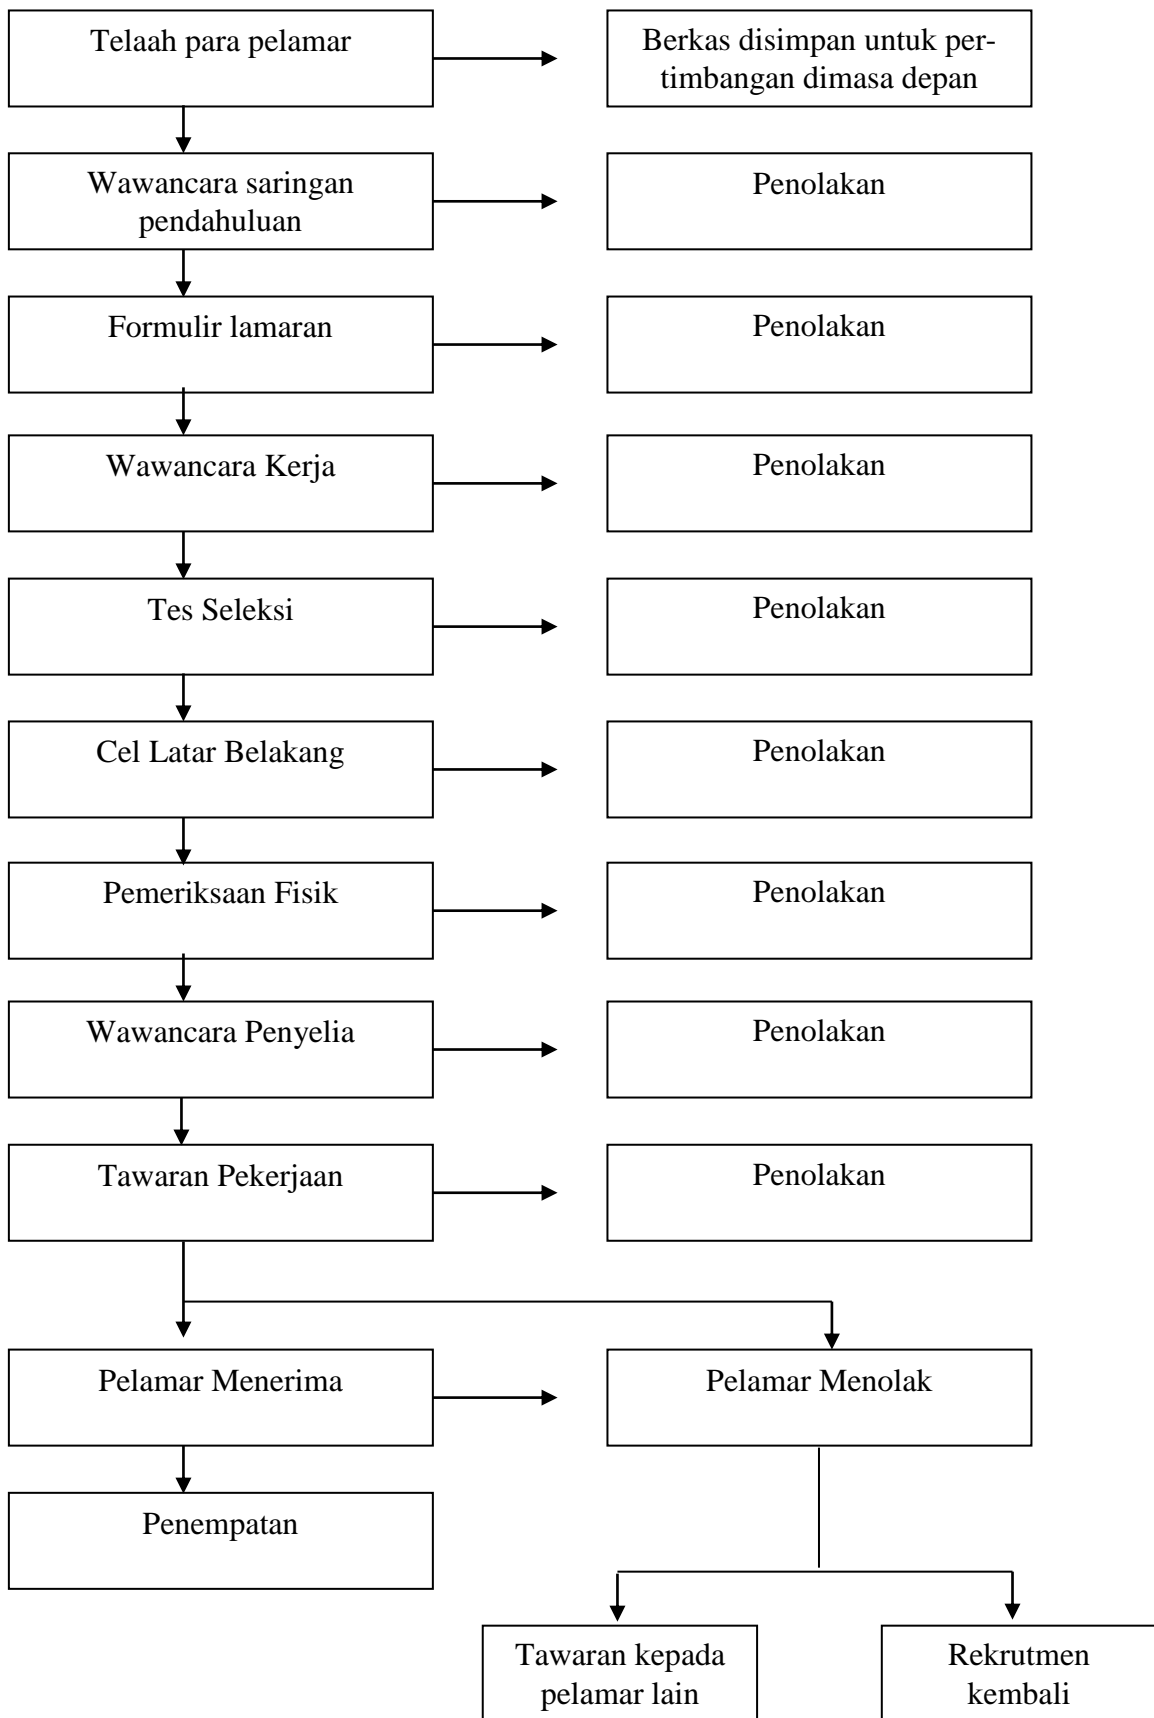 Telaah para pelamar
Berkas disimpan untuk per-
timbangan dimasa depan
Wawancara saringan
pendahuluan
Penolakan
Formulir lamaran
Penolakan
Wawancara Kerja
Penolakan
Tes Seleksi
Penolakan
Cel Latar Belakang
Penolakan
Pemeriksaan Fisik
Penolakan
Wawancara Penyelia
Penolakan
Tawaran Pekerjaan
Penolakan
Pelamar Menerima
Pelamar Menolak
Penempatan
Tawaran kepada
pelamar lain
Rekrutmen
kembali